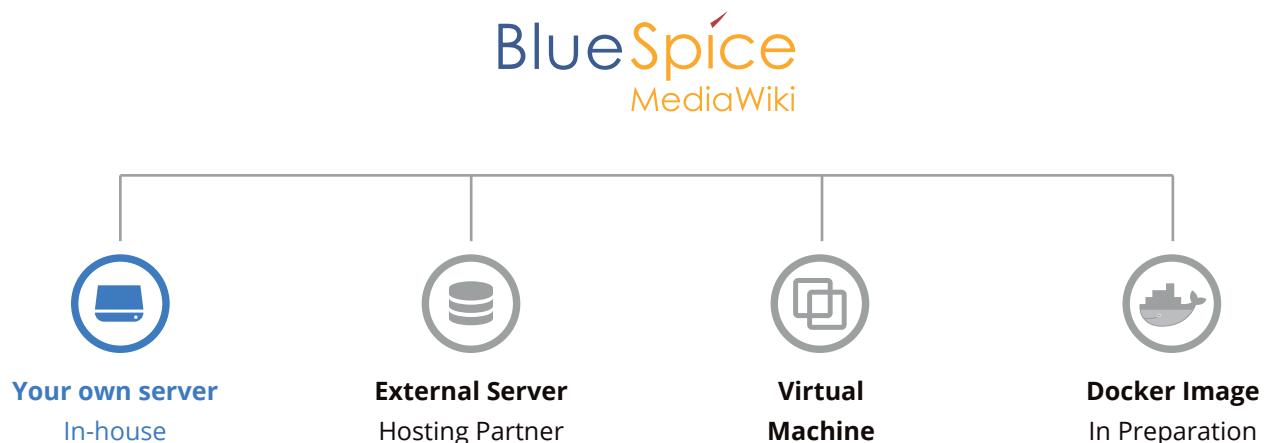 BlueSpice
MediaWiki
Your own server
In-house
External Server
Hosting Partner
Virtual
Machine
Docker Image
In Preparation